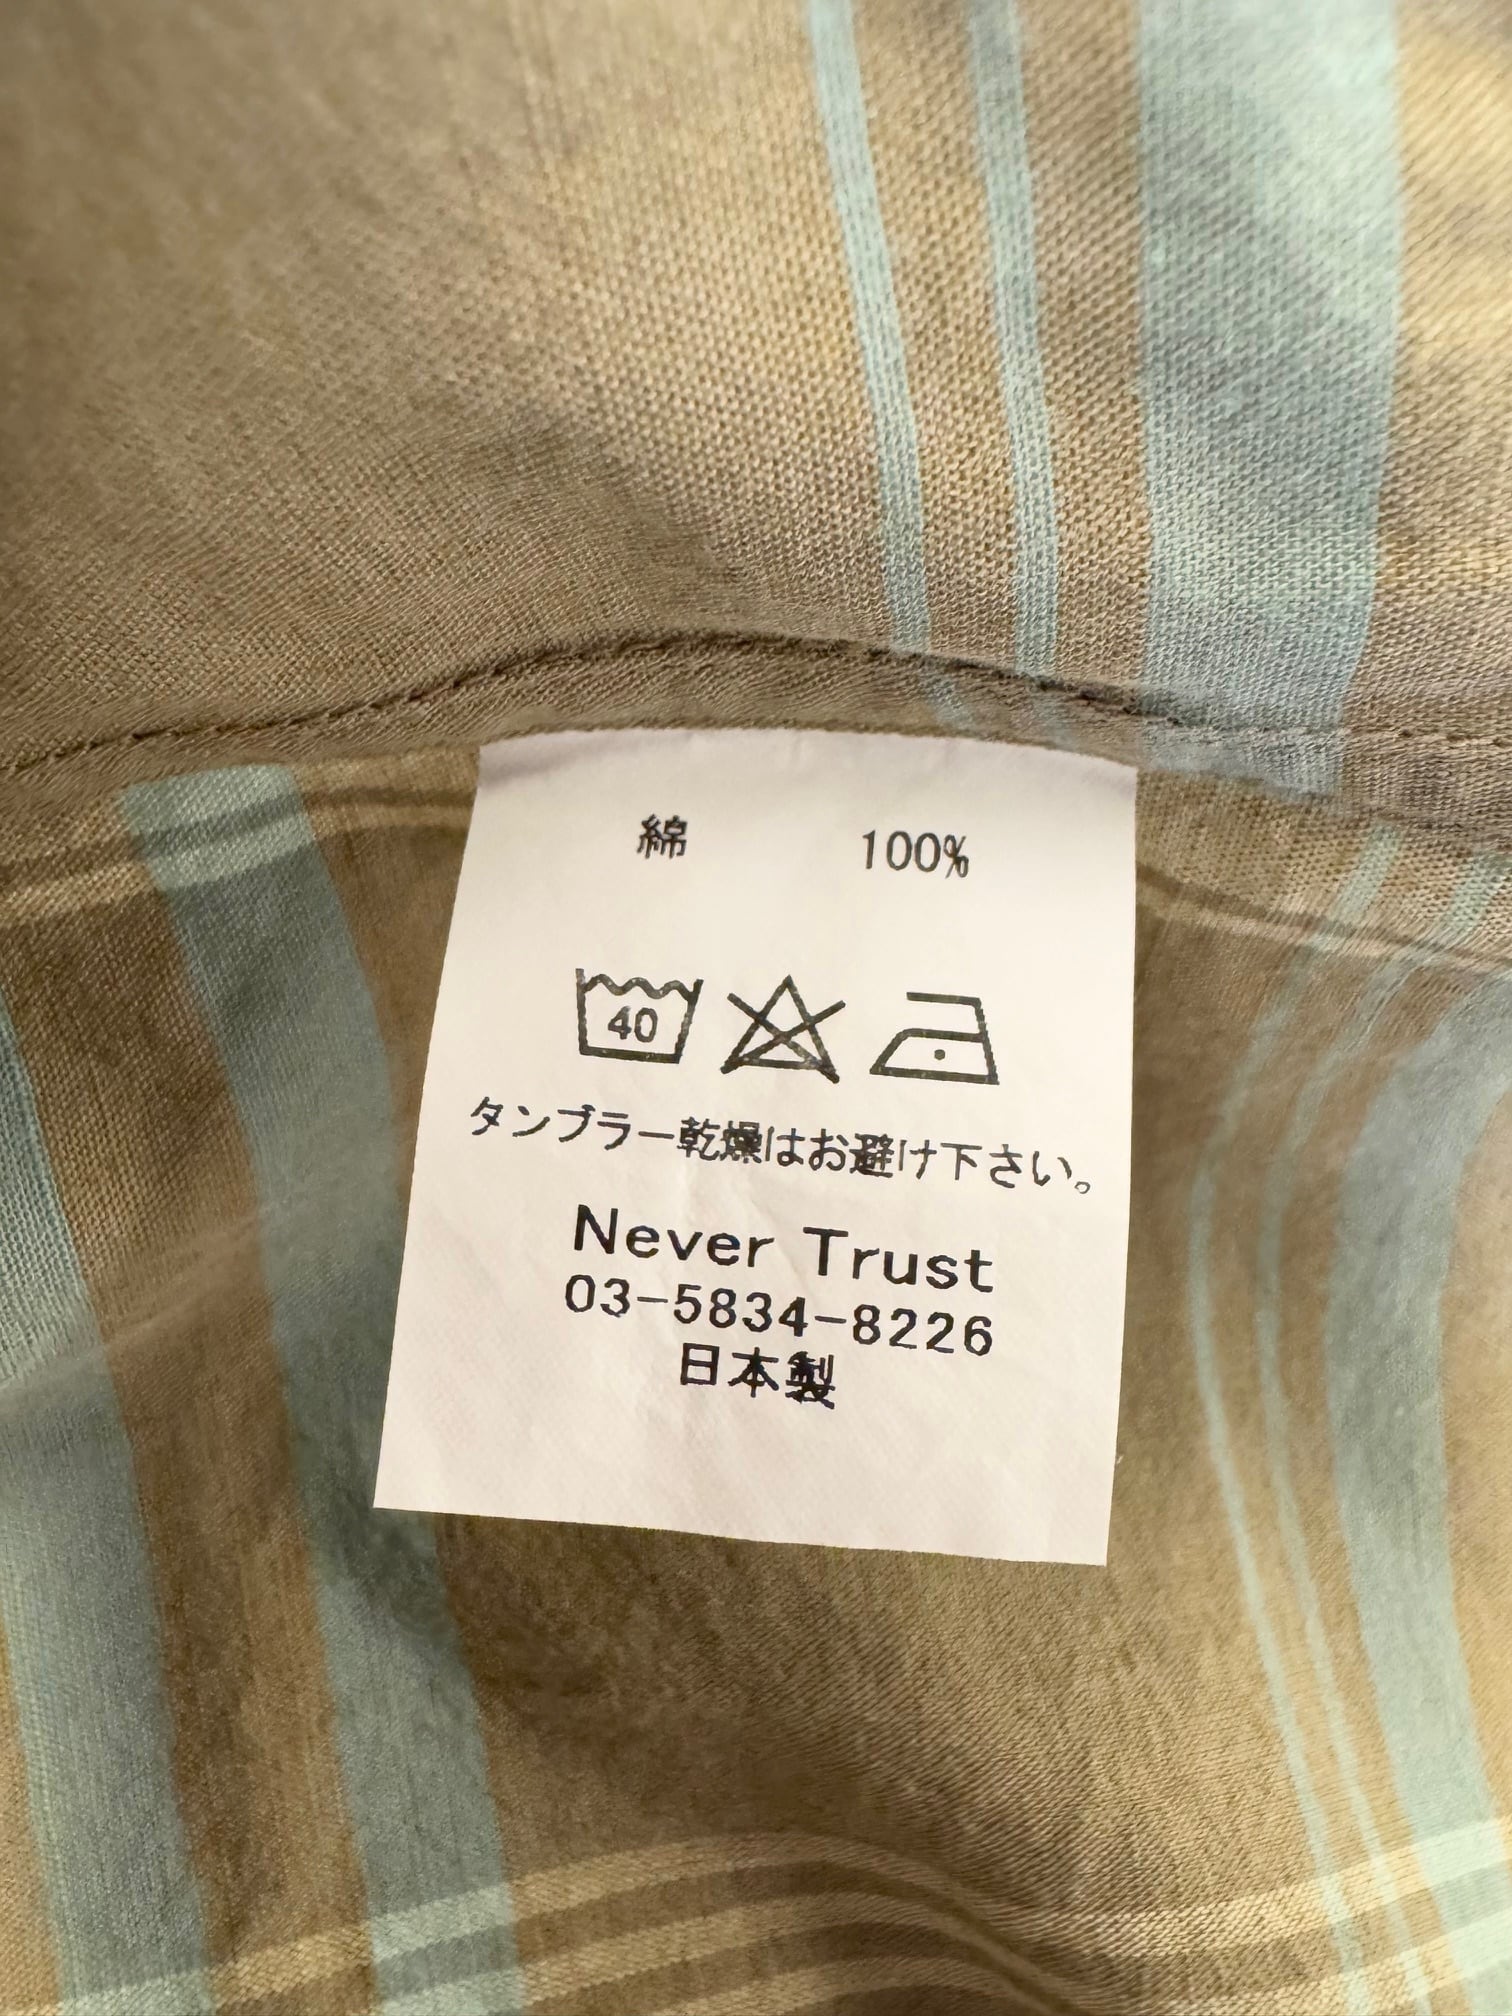 綿 100%
40
タンブラー乾燥はお避け下さい。
Never Trust
03-5834-8226
日本製